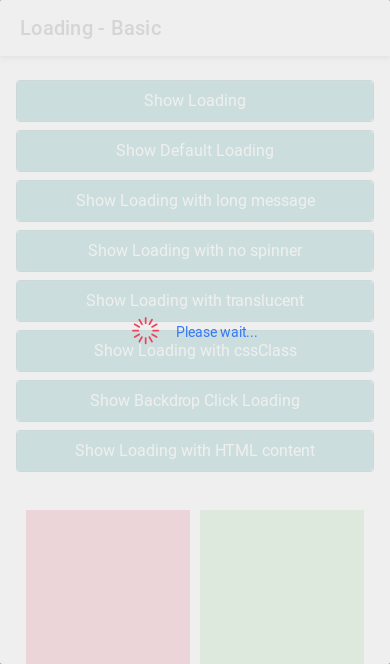 Loading - Basic
Show Loading
Show Default Loading
Show Loading with long message
Show Loading with no spinner
Show Loading with translucent
Please wait...
Show Loading with cssClass
Show Backdrop Click Loading
Show Loading with HTML content